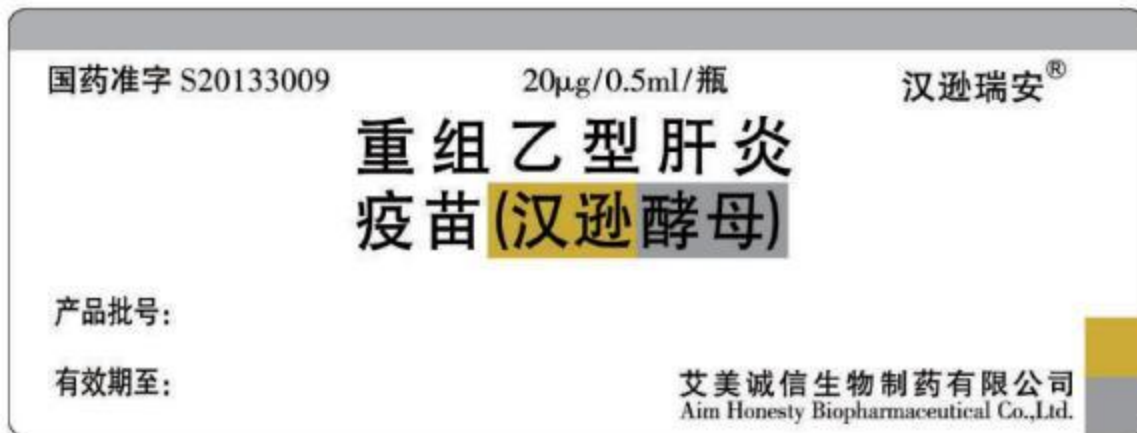 国药准字 S20133009 20μg/0.5ml/瓶 汉逊瑞安®
重组乙型肝炎
疫苗(汉逊酵母)
产品批号：
有效期至：
艾美诚信生物制药有限公司
Aim Honesty Biopharmaceutical Co.,Ltd.